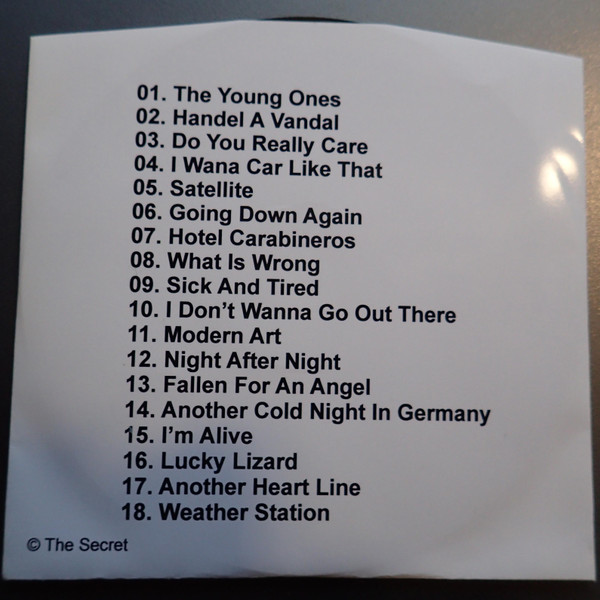 01. The Young Ones
02. Handel A Vandal
03. Do You Really Care
04. I Wana Car Like That
05. Satellite
06. Going Down Again
07. Hotel Carabineros
08. What Is Wrong
09. Sick And Tired
10. I Don't Wanna Go Out There
11. Modern Art
12. Night After Night
13. Fallen For An Angel
14. Another Cold Night In Germany
15. I'm Alive
16. Lucky Lizard
17. Another Heart Line
18. Weather Station
© The Secret